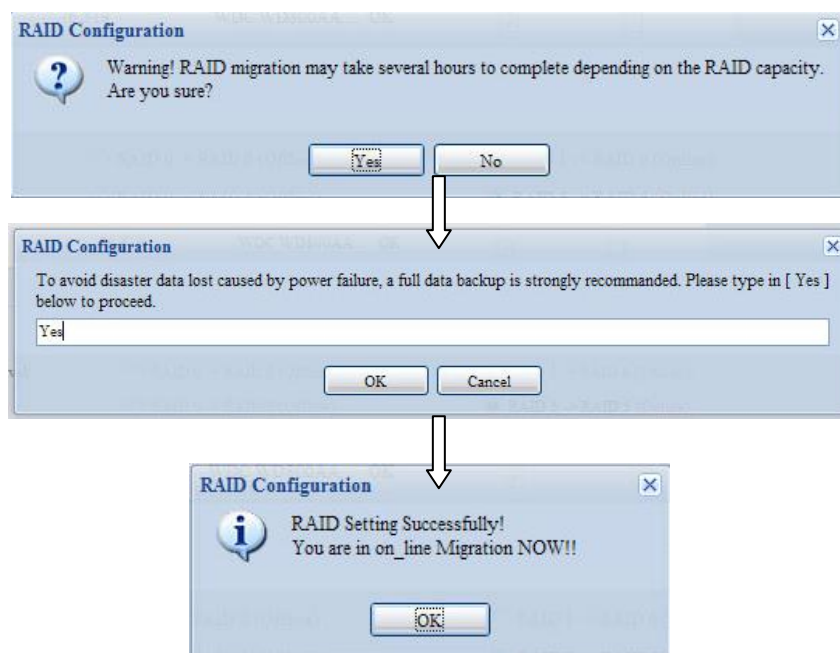 RAID Configuration
Warning! RAID migration may take several hours to complete depending on the RAID capacity.
Are you sure?
Yes
No
RAID Configuration
To avoid disaster data lost caused by power failure, a full data backup is strongly recommanded. Please type in [ Yes ]
below to proceed.
Yes
OK
Cancel
RAID Configuration
RAID Setting Successfully!
You are in on_line Migration NOW!!
OK